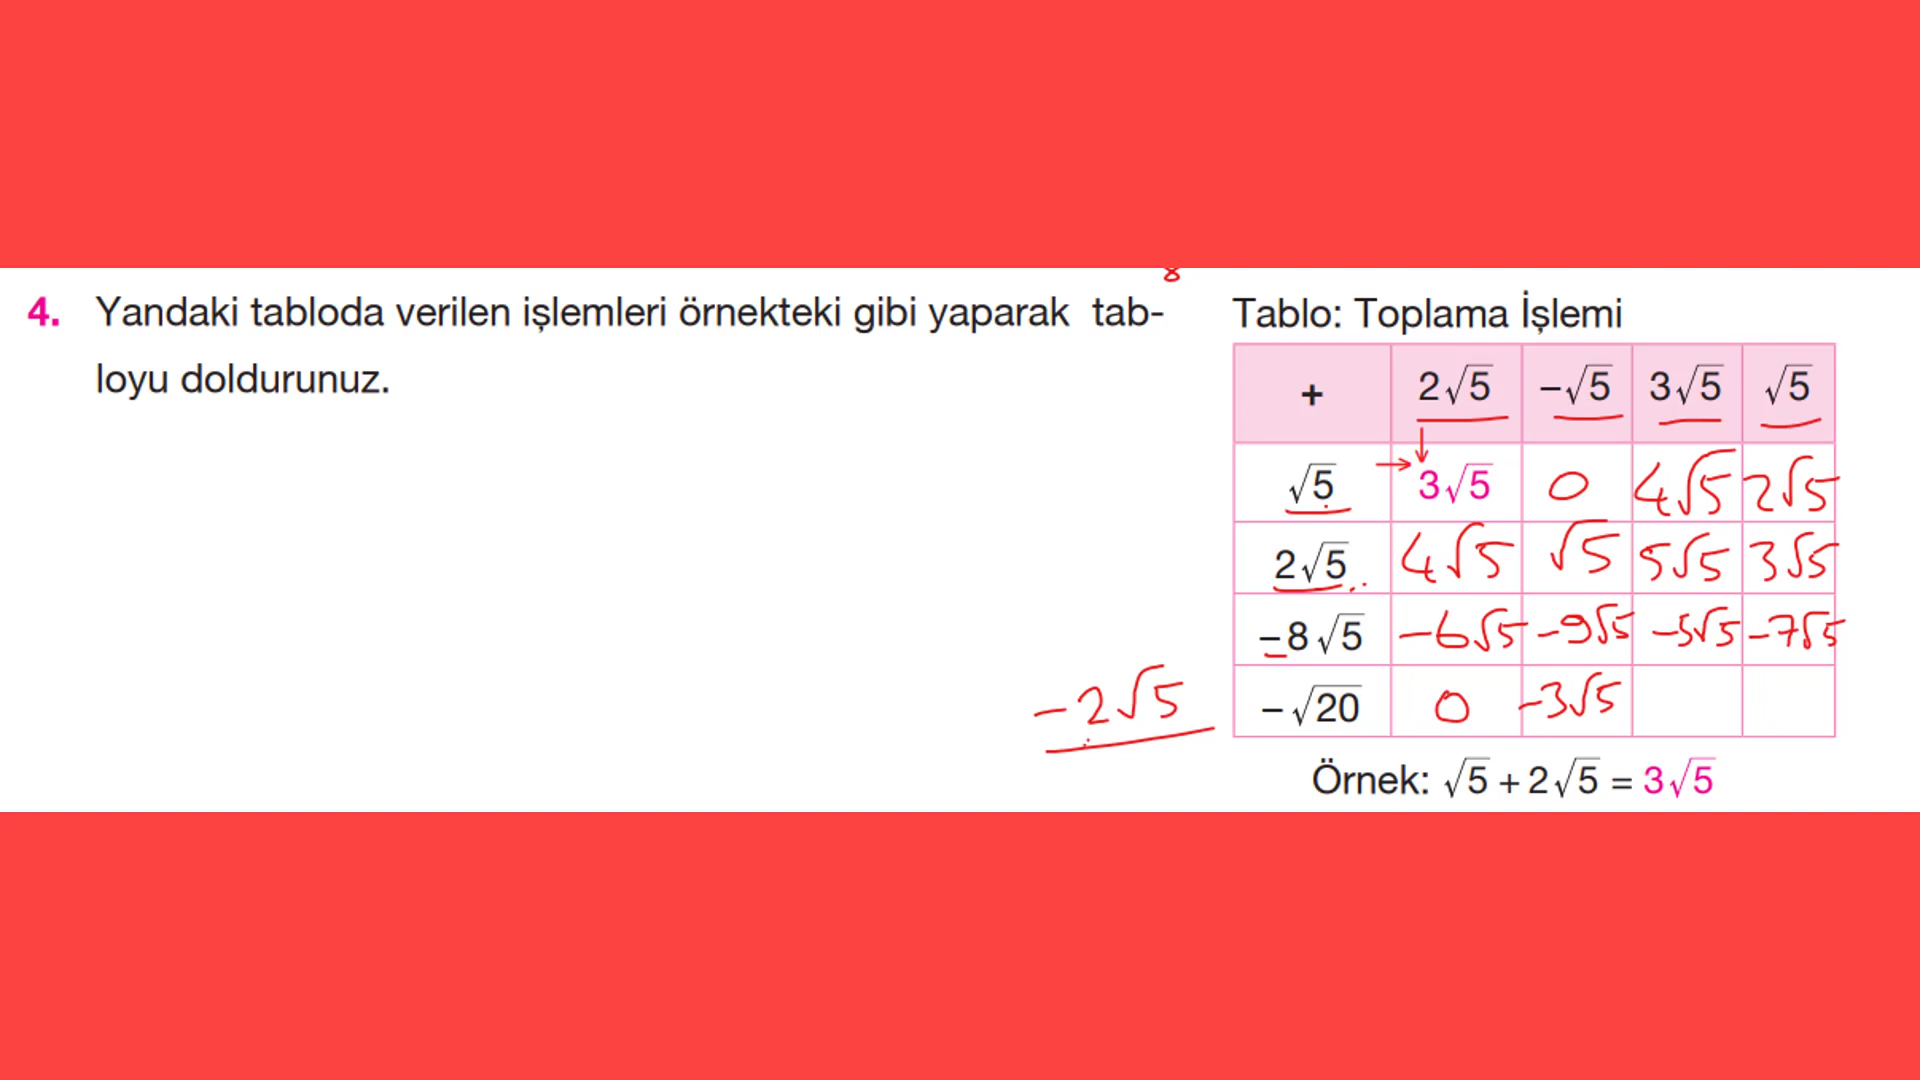 8
4. Yandaki tabloda verilen işlemleri örnekteki gibi yaparak tab-
loyu doldurunuz.
Tablo: Toplama İşlemi
+ 2√5 −√5 3√5 √5
√5 3√5 0 4√5 2√5
2√5 4√5 √5 5√5 3√5
−8√5 −6√5 −9√5 −5√5 −7√5
−2√5
−√20 0 −3√5
Örnek: √5 + 2√5 = 3√5